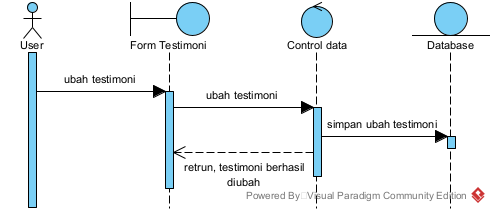 User
Form Testimoni
Control data
Database
ubah testimoni
ubah testimoni
simpan ubah testimoni
retrun, testimoni berhasil
diubah
Powered By Visual Paradigm Community Edition